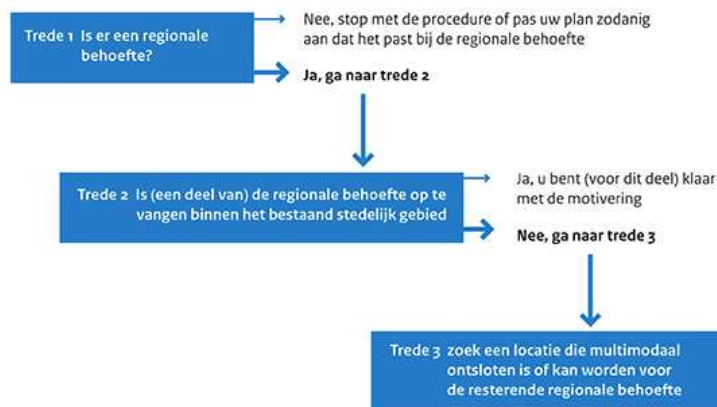 Trede 1 Is er een regionale
behoefte?
Nee, stop met de procedure of pas uw plan zodanig
aan dat het past bij de regionale behoefte
Ja, ga naar trede 2
Trede 2 Is (een deel van) de regionale behoefte op te
vangen binnen het bestaand stedelijk gebied
Ja, u bent (voor dit deel) klaar
met de motivering
Nee, ga naar trede 3
Trede 3 zoek een locatie die multimodaal
ontsloten is of kan worden voor
de resterende regionale behoefte